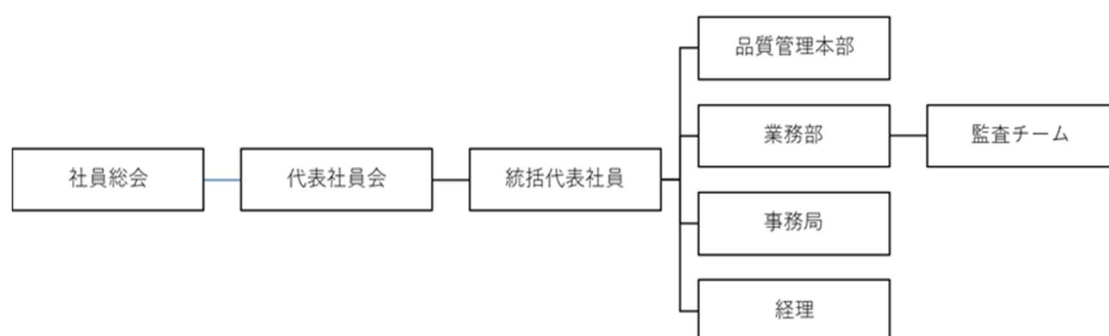 社員総会
代表社員会
統括代表社員
品質管理本部
業務部
監査チーム
事務局
経理